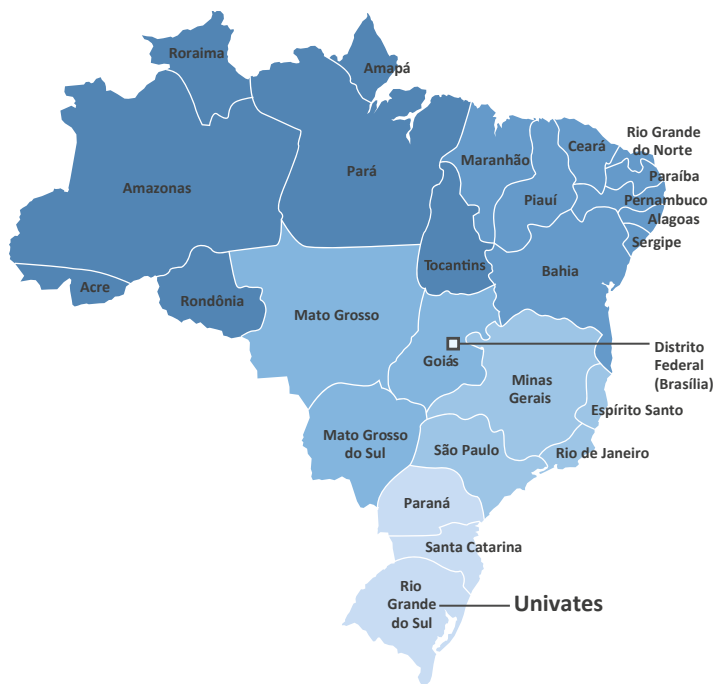 Roraima
Amapá
Rio Grande
do Norte
Ceará
Maranhão
Pará
Paraíba
Amazonas
Piauí
Pernambuco
Alagoas
Sergipe
Tocantins
Bahia
Acre
Rondônia
Mato Grosso
Distrito
Federal
(Brasília)
Goiás
Minas
Gerais
Espírito Santo
Mato Grosso
do Sul
São Paulo
Rio de Janeiro
Paraná
Santa Catarina
Rio
Grande
do Sul
Univates